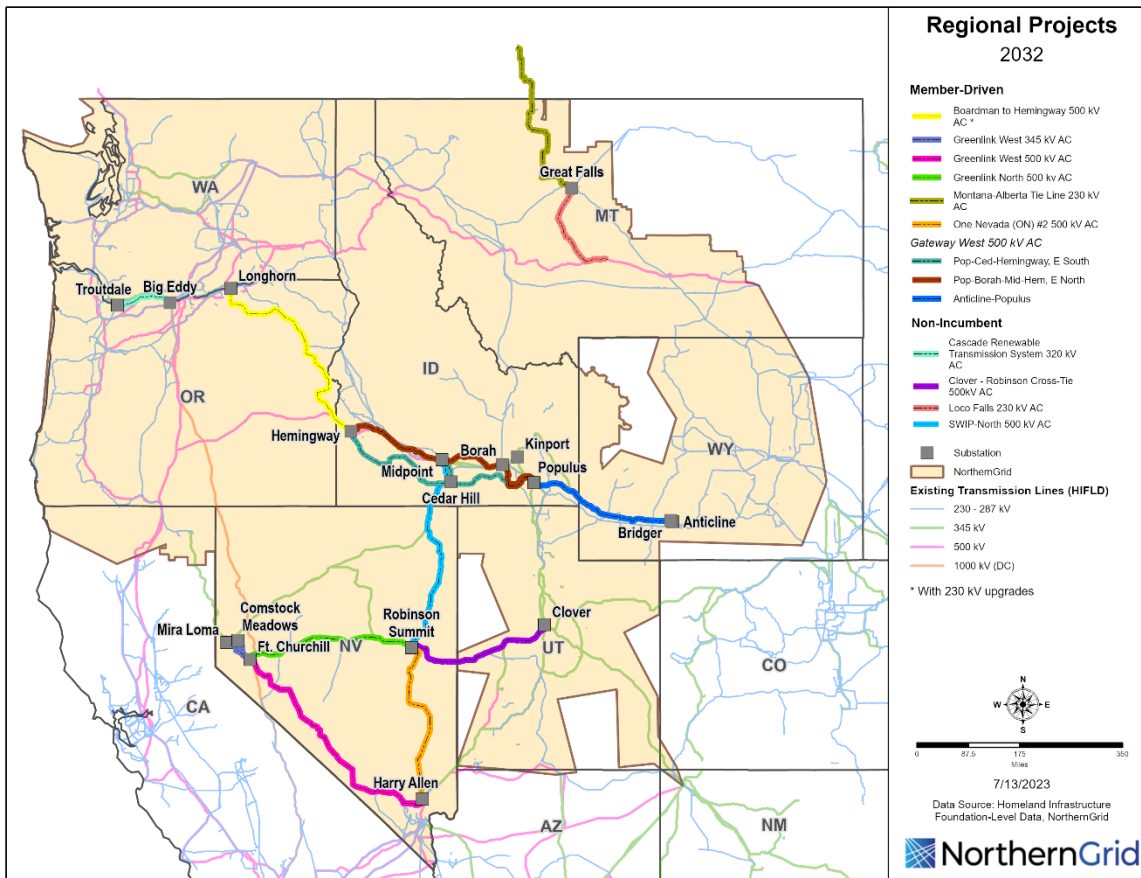 WA
Great Falls
MT
Longhorn
Big Eddy
Troutdale
ID
OR
Hemingway
Kinport
Borah
WY
Midpoint
Populus
Cedar Hill
Anticline
Bridger
Comstock
Meadows
Robinson
Summit
Clover
Mira Loma
Ft. Churchill
NV
UT
CO
CA
Harry Allen
AZ
NM
Regional Projects
2032
Member-Driven
Boardman to Hemingway 500 kV
AC *
Greenlink West 345 kV AC
Greenlink West 500 kV AC
Greenlink North 500 kv AC
Montana-Alberta Tie Line 230 kV
AC
One Nevada (ON) #2 500 kV AC
Gateway West 500 kV AC
Pop-Ced-Hemingway, E South
Pop-Borah-Mid-Hem, E North
Anticline-Populus
Non-Incumbent
Cascade Renewable
Transmission System 320 kV
AC
Clover - Robinson Cross-Tie
500kV AC
Loco Falls 230 kV AC
SWIP-North 500 kV AC
Substation
NorthernGrid
Existing Transmission Lines (HIFLD)
230 - 287 kV
345 kV
500 kV
1000 kV (DC)
* With 230 kV upgrades
N
W E
S
0 87.5 175 350
Miles
7/13/2023
Data Source: Homeland Infrastructure
Foundation-Level Data, NorthernGrid
NorthernGrid